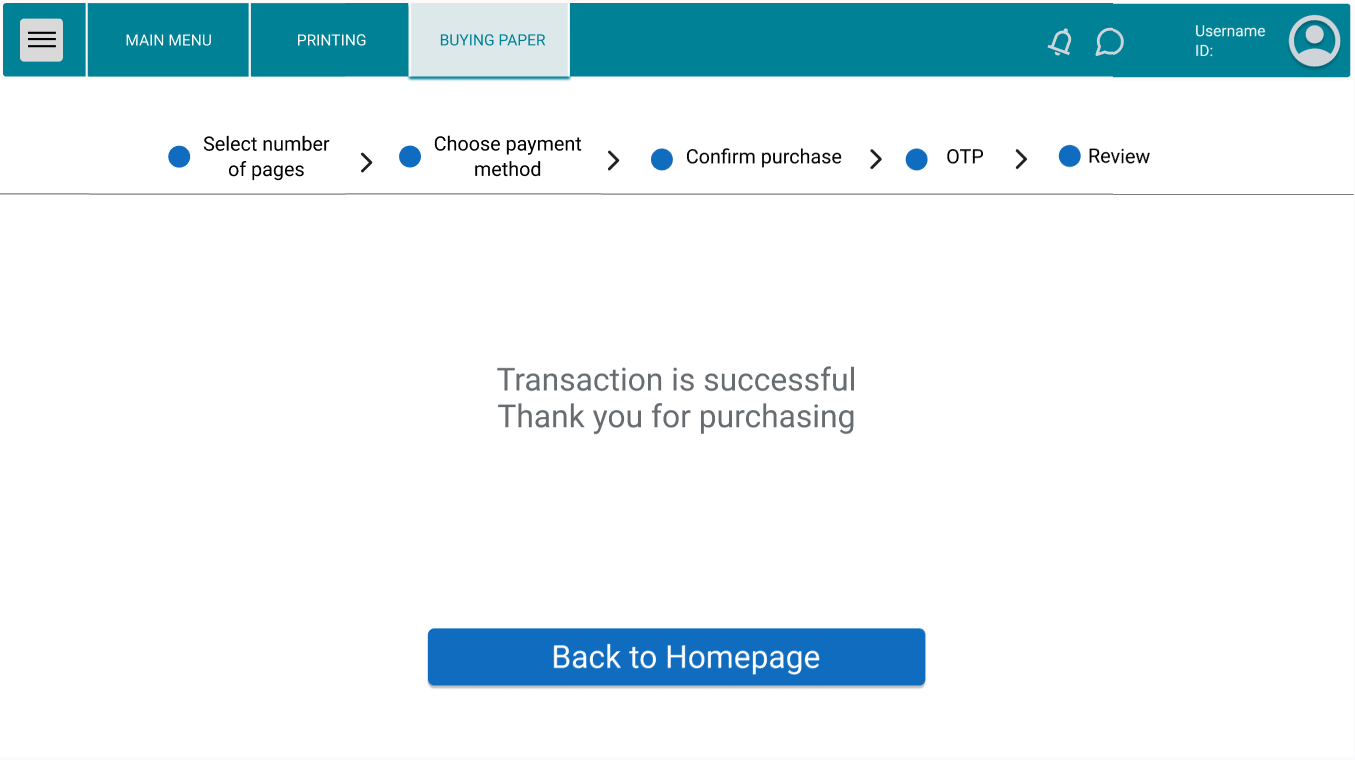 MAIN MENU
PRINTING
BUYING PAPER
Username
ID:
Select number
of pages
Choose payment
method
Confirm purchase
OTP
Review
Transaction is successful
Thank you for purchasing
Back to Homepage